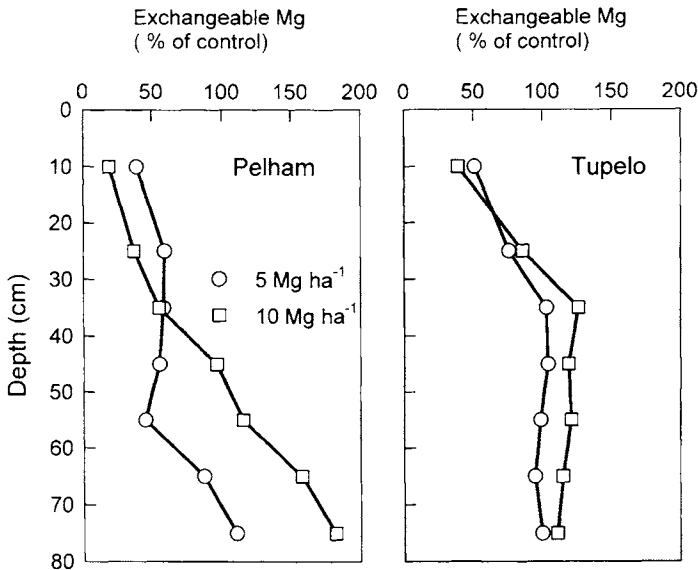 Exchangeable Mg
( % of control)
Exchangeable Mg
( % of control)
0 50 100 150 200
0 50 100 150 200
0
10
20
30
40
50
60
70
80
Depth (cm)
Pelham
5 Mg ha⁻¹
10 Mg ha⁻¹
Tupelo